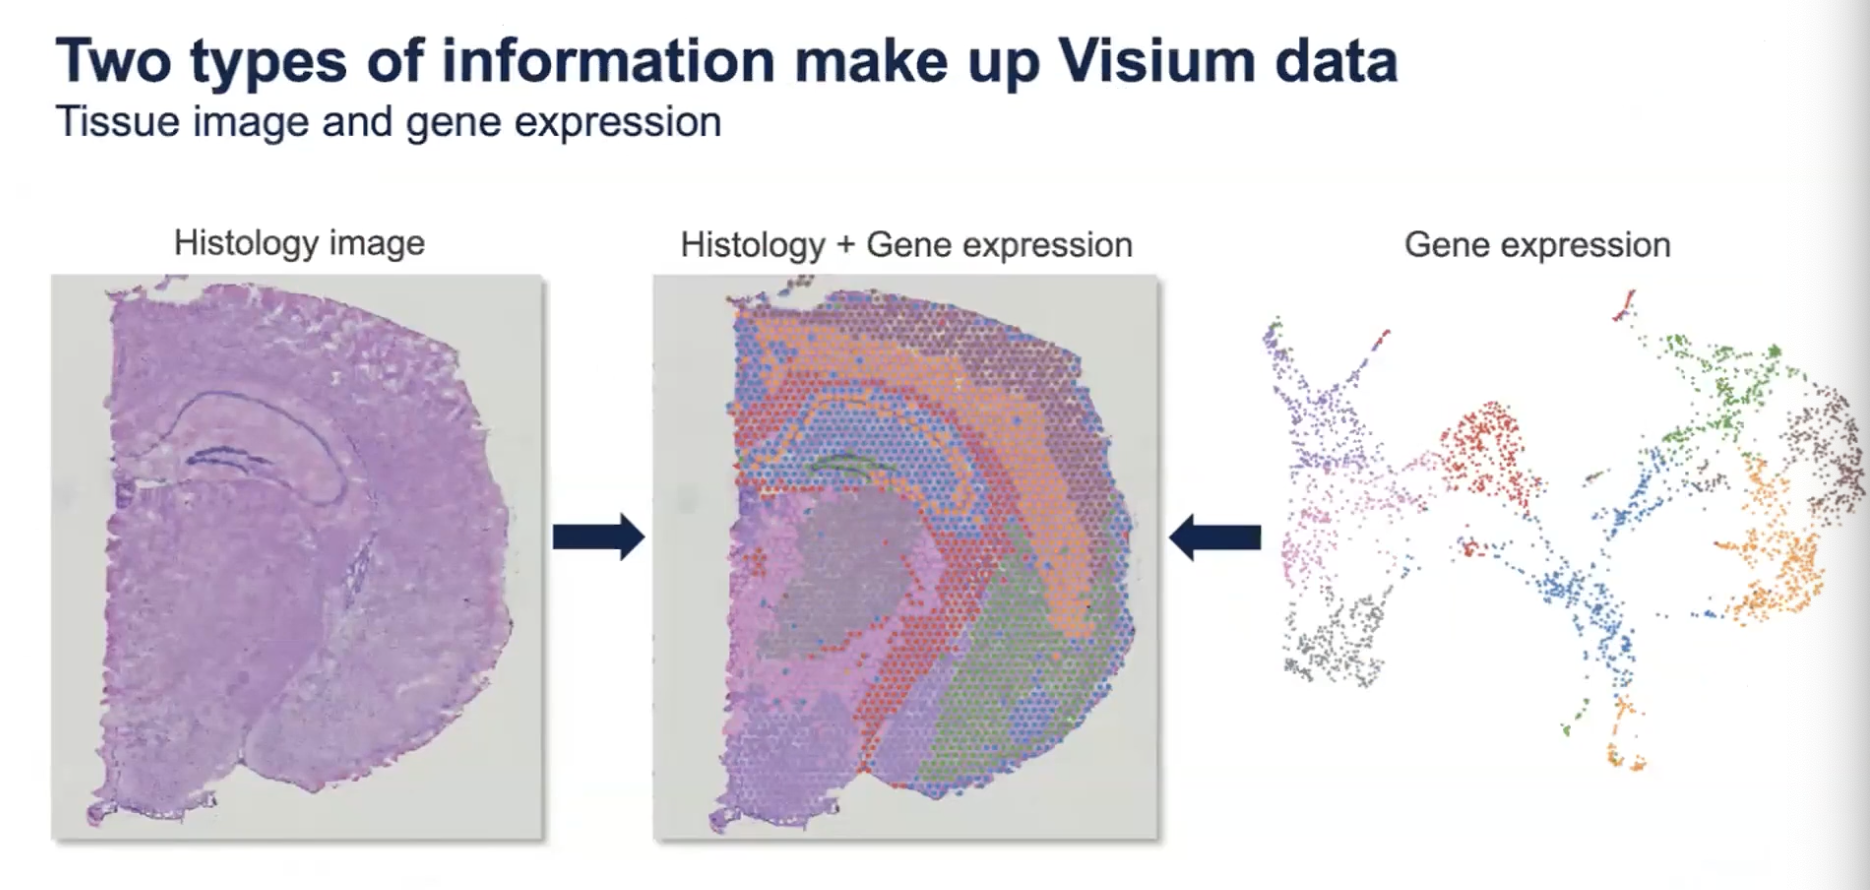 Two types of information make up Visium data
Tissue image and gene expression
Histology image
Histology + Gene expression
Gene expression